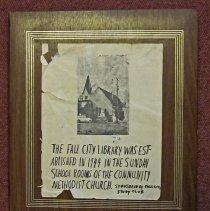 THE FALL CITY LIBRARY WAS EST-
ABLISHED IN 1944 IN THE SUNDAY
SCHOOL ROOMS OF THE COMMUNITY
METHODIST CHURCH. SPONSORED BY FALL CITY
STUDY CLUB